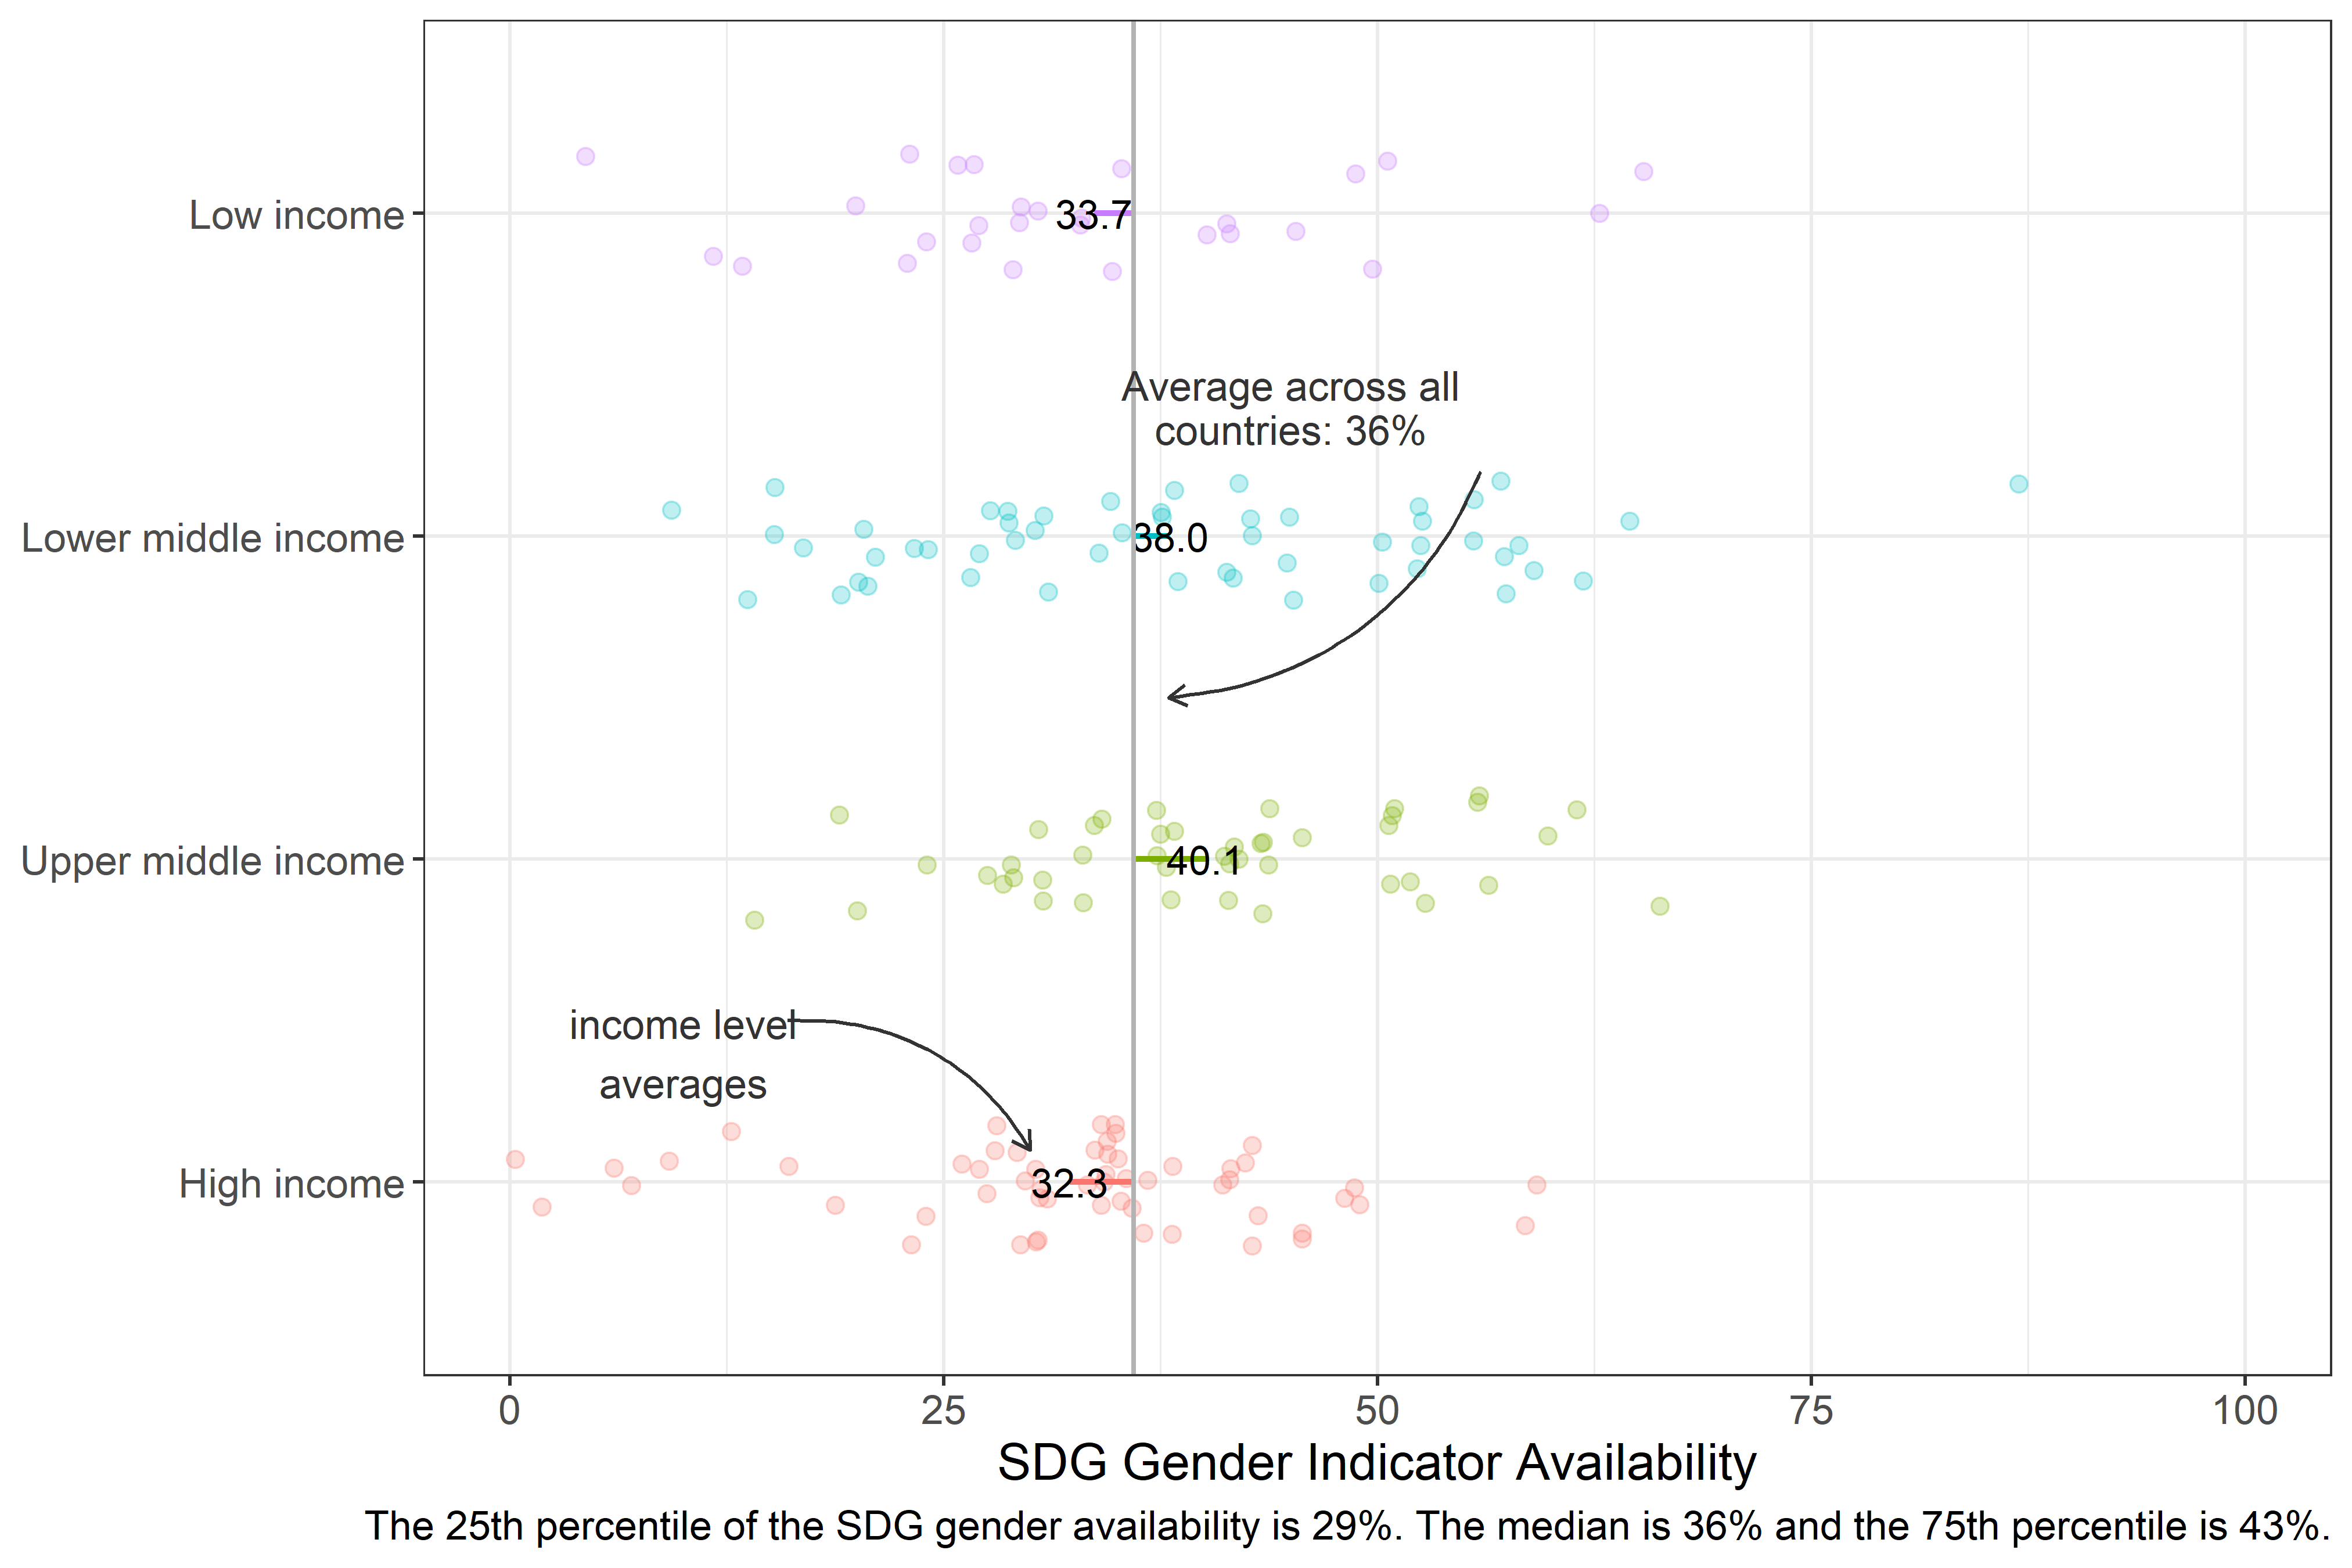 Low income
33.7
Average across all
countries: 36%
Lower middle income
38.0
Upper middle income
40.1
income level
averages
High income
32.3
0 25 50 75 100
SDG Gender Indicator Availability
The 25th percentile of the SDG gender availability is 29%. The median is 36% and the 75th percentile is 43%.